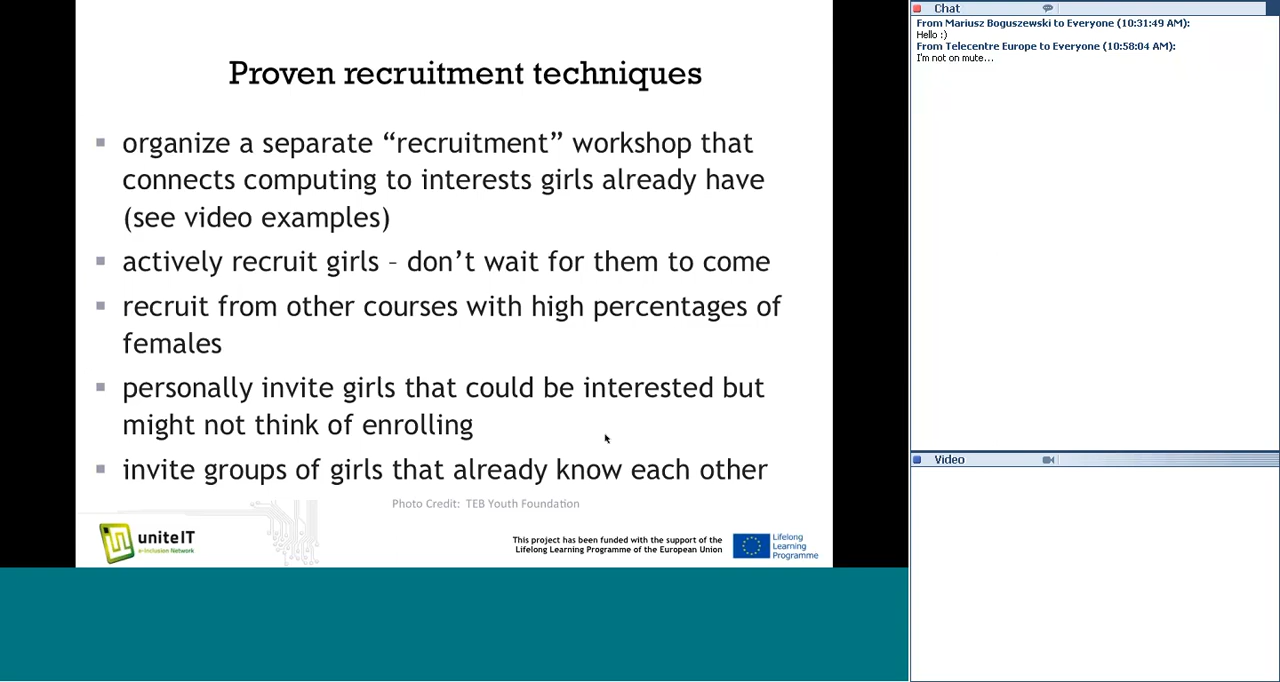 Proven recruitment techniques
▪ organize a separate “recruitment” workshop that
connects computing to interests girls already have
(see video examples)
▪ actively recruit girls – don’t wait for them to come
▪ recruit from other courses with high percentages of
females
▪ personally invite girls that could be interested but
might not think of enrolling
▪ invite groups of girls that already know each other
Photo Credit: TEB Youth Foundation
uniteIT
e-Inclusion Network
This project has been funded with the support of the
Lifelong Learning Programme of the European Union
Lifelong
Learning
Programme
Chat
From Mariusz Boguszewski to Everyone (10:31:49 AM):
Hello :)
From Telecentre Europe to Everyone (10:58:04 AM):
I'm not on mute...
Video